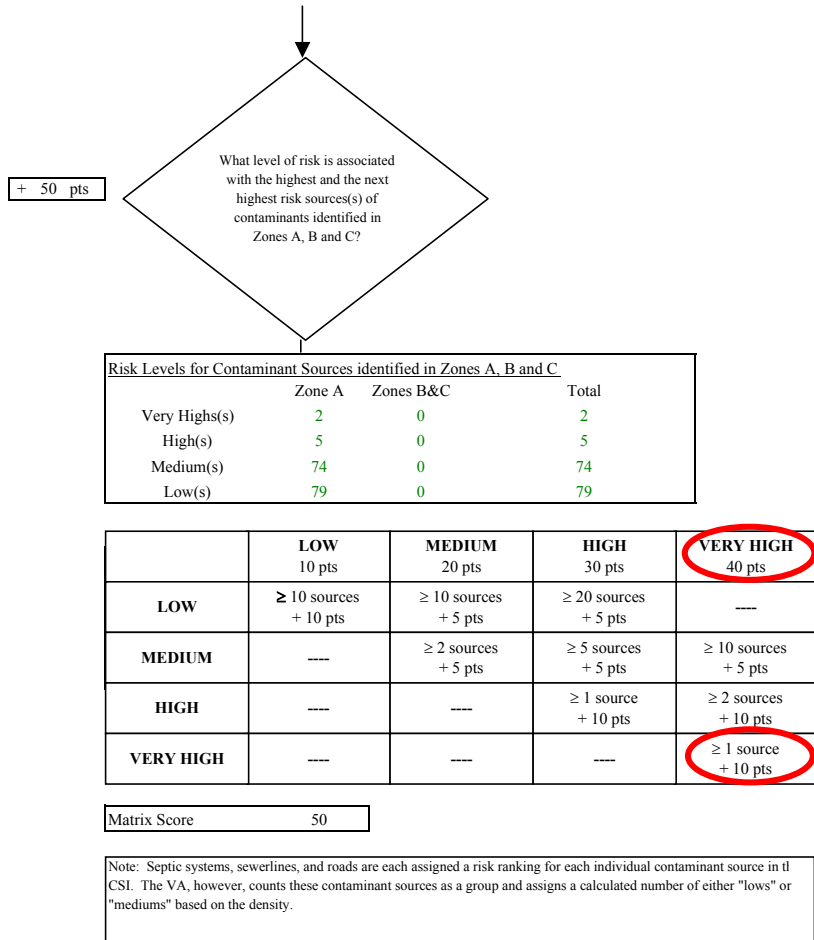 What level of risk is associated
with the highest and the next
highest risk sources(s) of
contaminants identified in
Zones A, B and C?
+ 50 pts
Risk Levels for Contaminant Sources identified in Zones A, B and C
Zone A Zones B&C Total
Very Highs(s) 2 0 2
High(s) 5 0 5
Medium(s) 74 0 74
Low(s) 79 0 79
LOW MEDIUM HIGH VERY HIGH
10 pts 20 pts 30 pts 40 pts
LOW ≥ 10 sources ≥ 10 sources ≥ 20 sources ----
+ 10 pts + 5 pts + 5 pts
MEDIUM ---- ≥ 2 sources ≥ 5 sources ≥ 10 sources
+ 5 pts + 5 pts + 5 pts
HIGH ---- ---- ≥ 1 source ≥ 2 sources
+ 10 pts + 10 pts
VERY HIGH ---- ---- ---- ≥ 1 source
+ 10 pts
Matrix Score 50
Note: Septic systems, sewerlines, and roads are each assigned a risk ranking for each individual contaminant source in
CSI. The VA, however, counts these contaminant sources as a group and assigns a calculated number of either "lows" or
"mediums" based on the density.